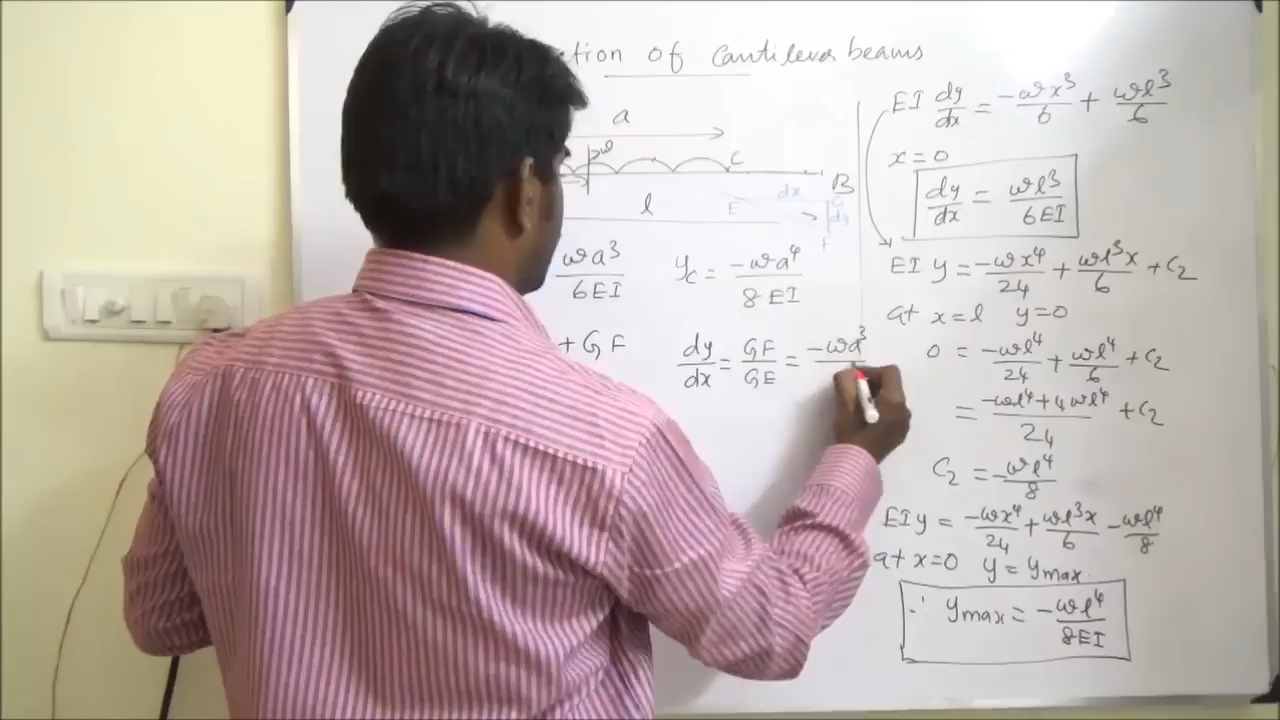 tion of Cantilever beams
a
w
C
B
dx
G
l
E
dy
F
wa³/6EI   y_C = -wa⁴/8EI
+ GF   dy/dx = GF/GE = -wa³
EI dy/dx = -wx³/6 + wl³/6
x=0
dy/dx = wl³/6EI
EI y = -wx⁴/24 + wl³x/6 + C₂
at x=l y=0
0 = -wl⁴/24 + wl⁴/6 + C₂
= -wl⁴+4wl⁴/24 + C₂
C₂ = -wl⁴/8
EI y = -wx⁴/24 + wl³x/6 - wl⁴/8
at x=0 y = ymax
∴ ymax = -wl⁴/8EI